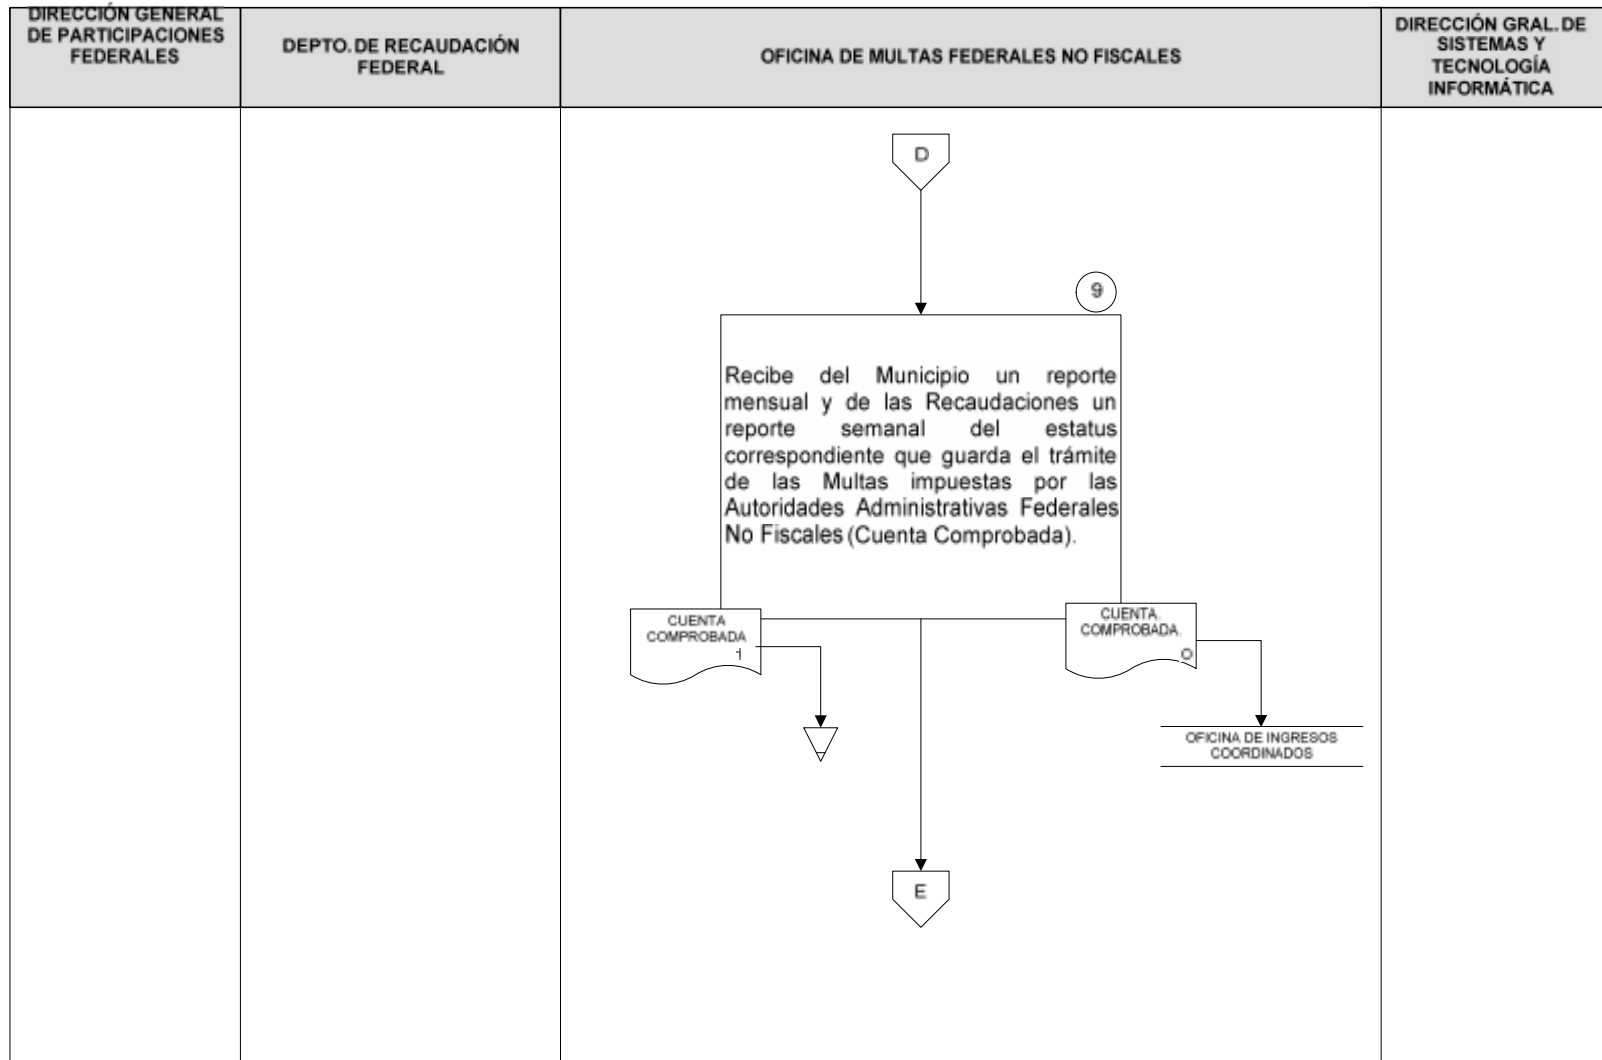 DIRECCIÓN GENERAL
DE PARTICIPACIONES
FEDERALES
DEPTO. DE RECAUDACIÓN
FEDERAL
OFICINA DE MULTAS FEDERALES NO FISCALES
DIRECCIÓN GRAL. DE
SISTEMAS Y
TECNOLOGÍA
INFORMÁTICA
D
9
Recibe del Municipio un reporte
mensual y de las Recaudaciones un
reporte semanal del estatus
correspondiente que guarda el trámite
de las Multas impuestas por las
Autoridades Administrativas Federales
No Fiscales (Cuenta Comprobada).
CUENTA
COMPROBADA
1
CUENTA.
COMPROBADA.
O
OFICINA DE INGRESOS
COORDINADOS
E